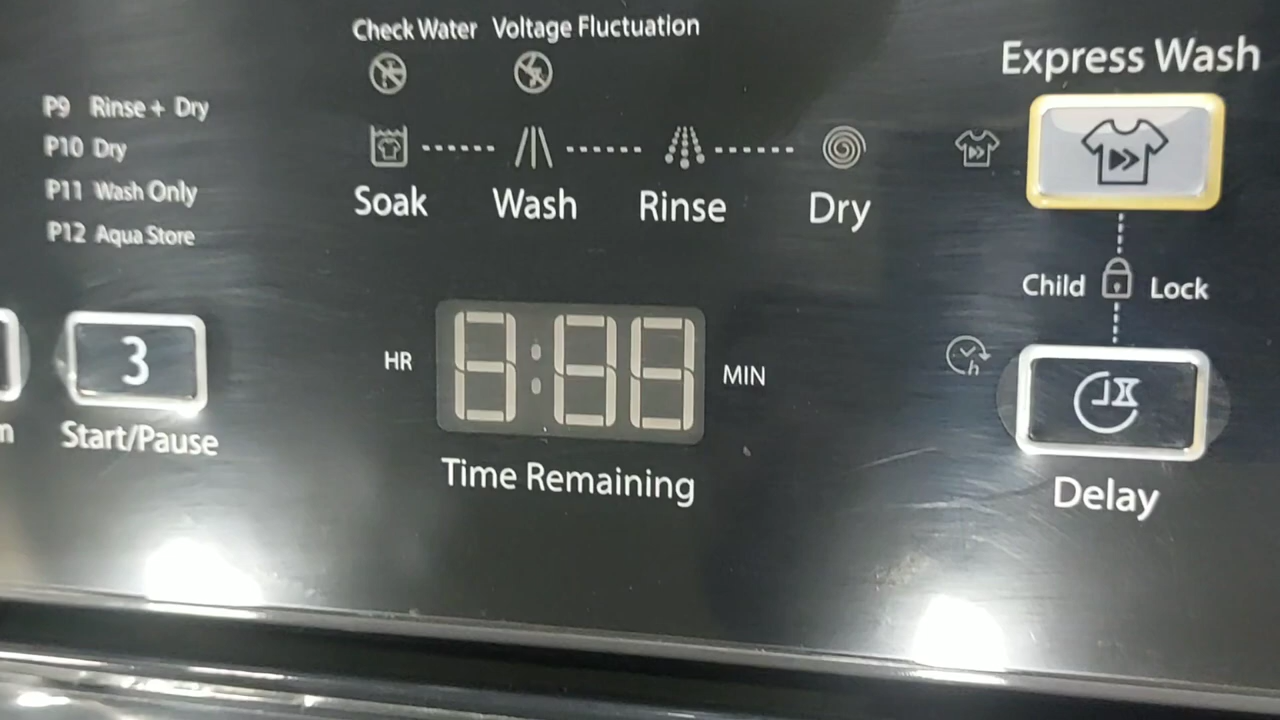 Check Water Voltage Fluctuation
Express Wash
P9 Rinse + Dry
P10 Dry
P11 Wash Only
P12 Aqua Store
Soak Wash Rinse Dry
Child Lock
HR MIN
h
3
Start/Pause
Time Remaining
Delay